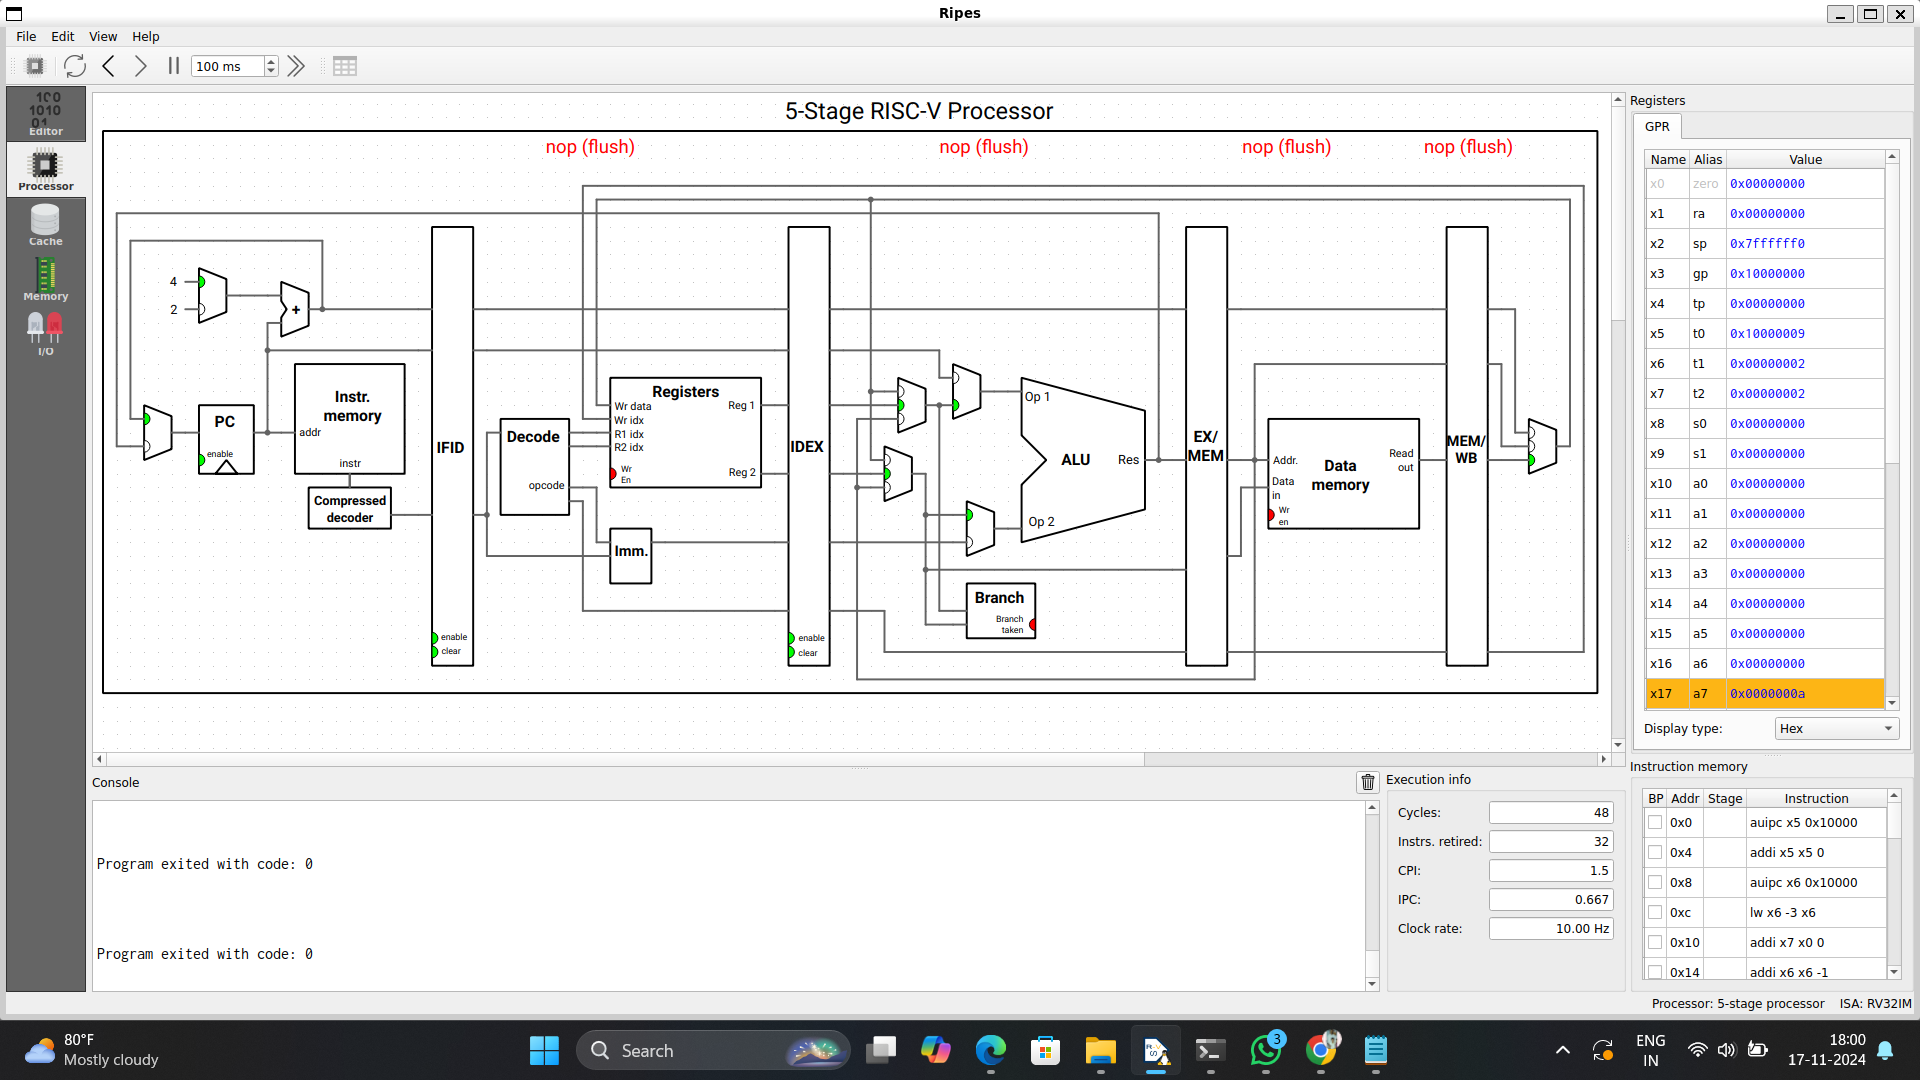 Ripes
File Edit View Help
100 ms
Editor
Processor
Cache
Memory
I/O
5-Stage RISC-V Processor
nop (flush) nop (flush) nop (flush) nop (flush)
4
2
+
PC
enable
Instr.
memory
addr
instr
Compressed
decoder
IFID
enable
clear
Decode
opcode
Registers
Wr data
Wr idx
R1 idx
R2 idx
Wr
En
Reg 1
Reg 2
Imm.
IDEX
enable
clear
Op 1
ALU
Res
Op 2
Branch
Branch
taken
EX/
MEM
Addr.
Data
in
Wr
en
Data
memory
Read
out
MEM/
WB
Registers
GPR
Name Alias Value
x0 zero 0x00000000
x1 ra 0x00000000
x2 sp 0x7ffffff0
x3 gp 0x10000000
x4 tp 0x00000000
x5 t0 0x10000009
x6 t1 0x00000002
x7 t2 0x00000002
x8 s0 0x00000000
x9 s1 0x00000000
x10 a0 0x00000000
x11 a1 0x00000000
x12 a2 0x00000000
x13 a3 0x00000000
x14 a4 0x00000000
x15 a5 0x00000000
x16 a6 0x00000000
x17 a7 0x0000000a
Display type: Hex
Console
Program exited with code: 0
Program exited with code: 0
Execution info
Cycles: 48
Instrs. retired: 32
CPI: 1.5
IPC: 0.667
Clock rate: 10.00 Hz
Instruction memory
BP Addr Stage Instruction
0x0 auipc x5 0x10000
0x4 addi x5 x5 0
0x8 auipc x6 0x10000
0xc lw x6 -3 x6
0x10 addi x7 x0 0
0x14 addi x6 x6 -1
Processor: 5-stage processor ISA: RV32IM
80°F
Mostly cloudy
Search
3
ENG
IN
18:00
17-11-2024